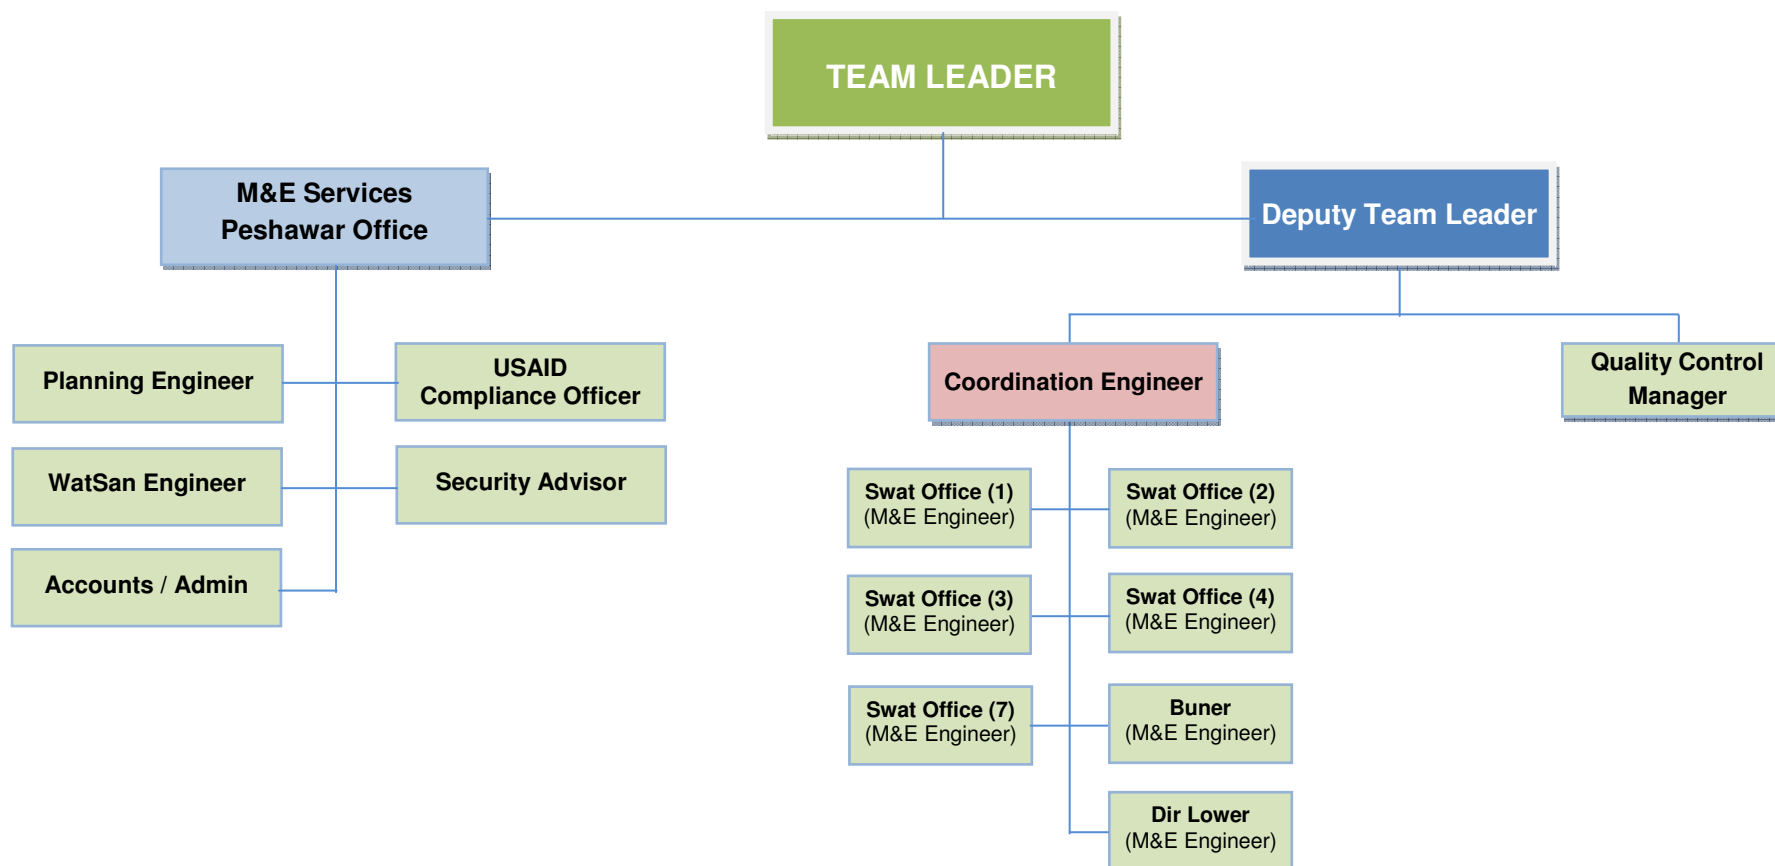 TEAM LEADER
M&E Services
Peshawar Office
Deputy Team Leader
Planning Engineer
USAID
Compliance Officer
Coordination Engineer
Quality Control
Manager
WatSan Engineer
Security Advisor
Swat Office (1)
(M&E Engineer)
Swat Office (2)
(M&E Engineer)
Accounts / Admin
Swat Office (3)
(M&E Engineer)
Swat Office (4)
(M&E Engineer)
Swat Office (7)
(M&E Engineer)
Buner
(M&E Engineer)
Dir Lower
(M&E Engineer)